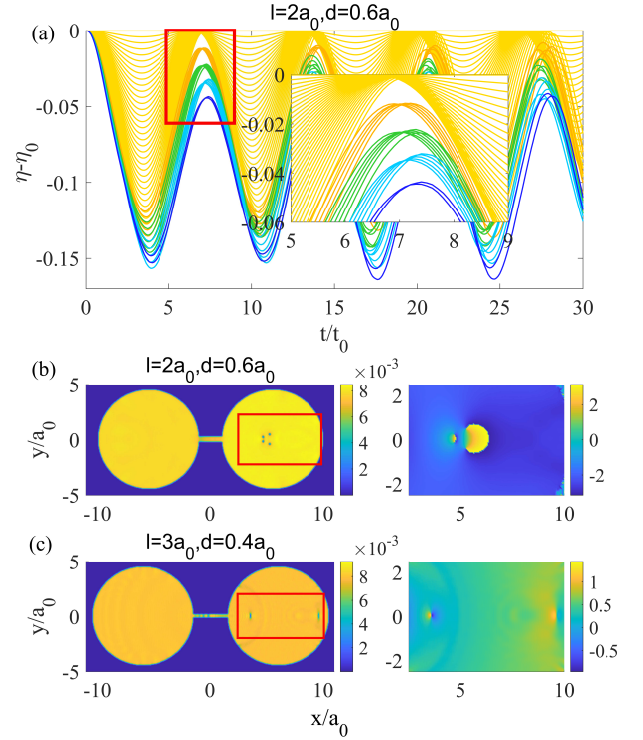 l=2a0,d=0.6a0
(a)
0
-0.05
-0.1
-0.15
η-η0
0
-0.02
-0.04
-0.06
5 6 7 8 9
0 5 10 15 20 25 30
t/t0
(b)
l=2a0,d=0.6a0
×10-3
5
0
-5
y/a0
-10 0 10
8
6
4
2
2
0
-2
5 10
2
0
-2
(c)
l=3a0,d=0.4a0
×10-3
5
0
-5
y/a0
-10 0 10
8
6
4
2
2
0
-2
5 10
1
0.5
0
-0.5
x/a0